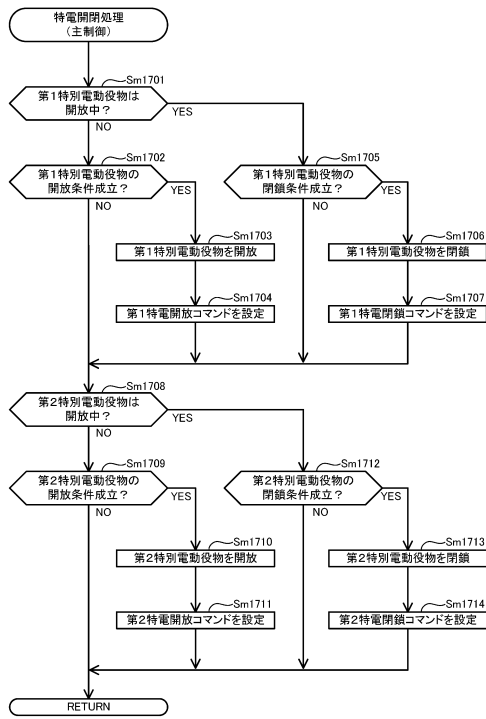 特電開閉処理
（主制御）
Sm1701
第１特別電動役物は
開放中？
YES
NO
Sm1702
第１特別電動役物の
開放条件成立？
YES
NO
Sm1705
第１特別電動役物の
閉鎖条件成立？
YES
NO
Sm1703
第１特別電動役物を開放
Sm1706
第１特別電動役物を閉鎖
Sm1704
第１特電開放コマンドを設定
Sm1707
第１特電閉鎖コマンドを設定
Sm1708
第２特別電動役物は
開放中？
YES
NO
Sm1709
第２特別電動役物の
開放条件成立？
YES
NO
Sm1712
第２特別電動役物の
閉鎖条件成立？
YES
NO
Sm1710
第２特別電動役物を開放
Sm1713
第２特別電動役物を閉鎖
Sm1711
第２特電開放コマンドを設定
Sm1714
第２特電閉鎖コマンドを設定
RETURN